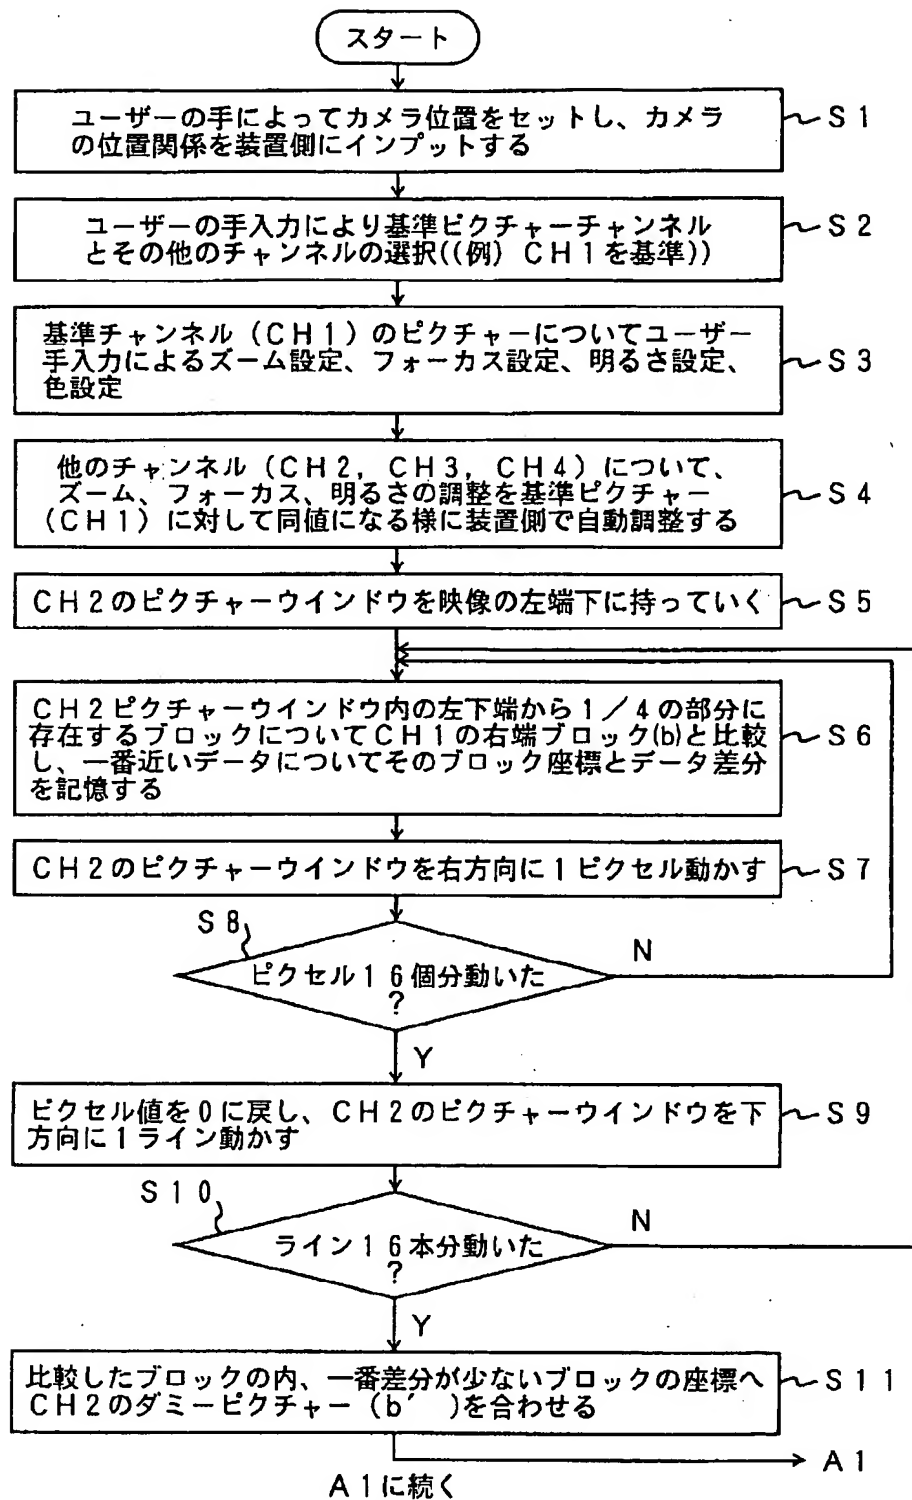 スタート
ユーザーの手によってカメラ位置をセットし、カメラ
の位置関係を装置側にインプットする
S1
ユーザーの手入力により基準ピクチャーチャンネル
とその他のチャンネルの選択((例) CH1を基準))
S2
基準チャンネル(CH1)のピクチャーについてユーザー
手入力によるズーム設定、フォーカス設定、明るさ設定、
色設定
S3
他のチャンネル(CH2, CH3, CH4)について、
ズーム、フォーカス、明るさの調整を基準ピクチャー
(CH1)に対して同値になる様に装置側で自動調整する
S4
CH2のピクチャーウインドウを映像の左端下に持っていく
S5
CH2ピクチャーウインドウ内の左下端から1/4の部分に
存在するブロックについてCH1の右端ブロック(b)と比較
し、一番近いデータについてそのブロック座標とデータ差分
を記憶する
S6
CH2のピクチャーウインドウを右方向に1ピクセル動かす
S7
S8
ピクセル16個分動いた
?
N
Y
ピクセル値を0に戻し、CH2のピクチャーウインドウを下
方向に1ライン動かす
S9
S10
ライン16本分動いた
?
N
Y
比較したブロックの内、一番差分が少ないブロックの座標へ
CH2のダミーピクチャー(b′ )を合わせる
S11
A1
A1に続く